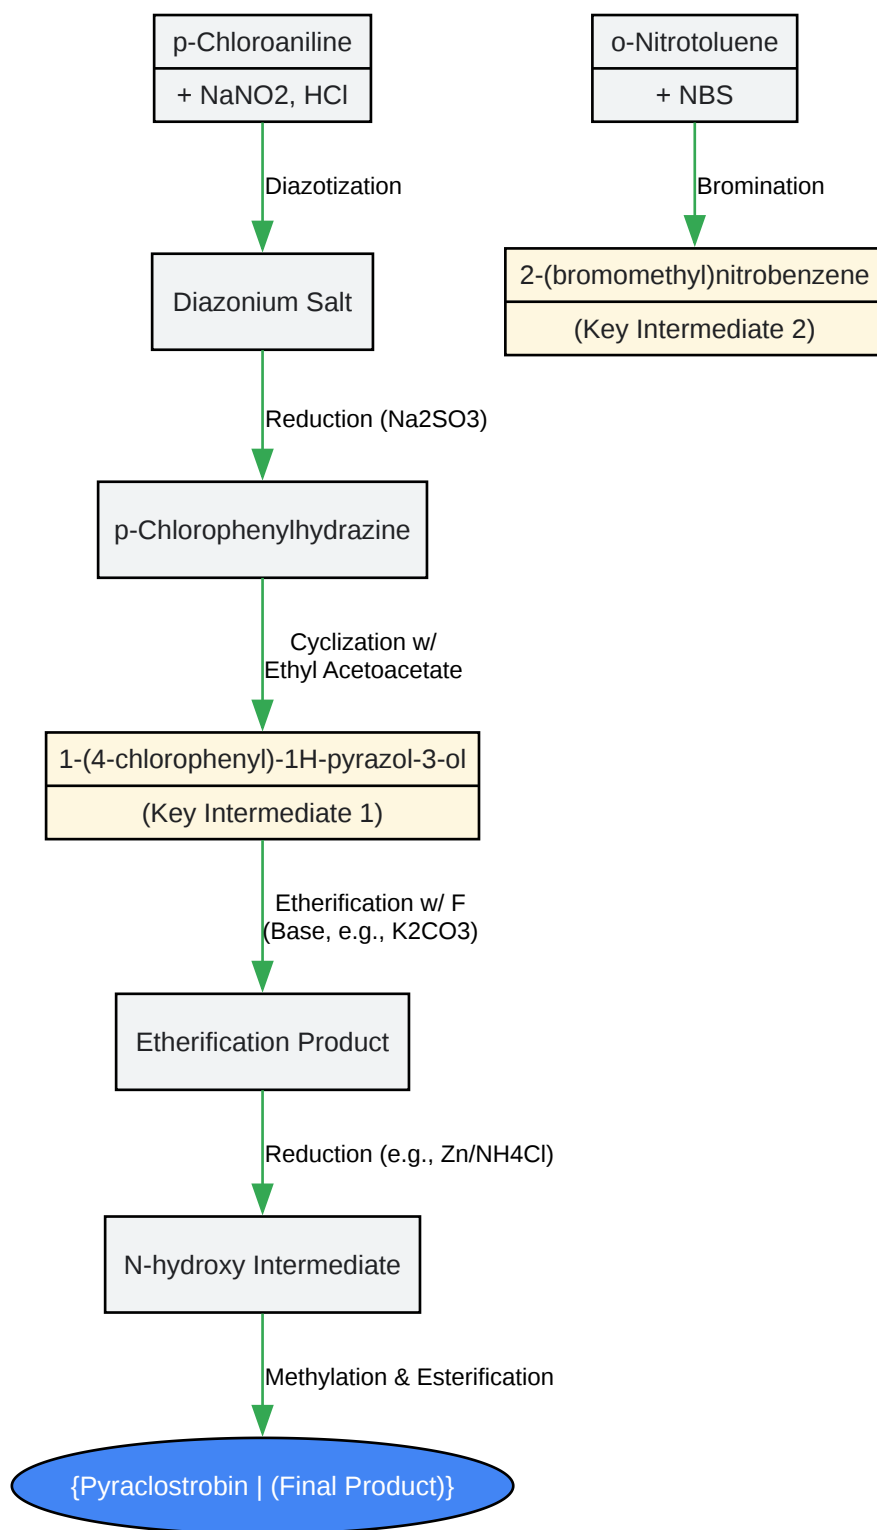 p-Chloroaniline
+ NaNO2, HCl
o-Nitrotoluene
+ NBS
Diazotization
Bromination
Diazonium Salt
2-(bromomethyl)nitrobenzene
(Key Intermediate 2)
Reduction (Na2SO3)
p-Chlorophenylhydrazine
Cyclization w/
Ethyl Acetoacetate
1-(4-chlorophenyl)-1H-pyrazol-3-ol
(Key Intermediate 1)
Etherification w/ F
(Base, e.g., K2CO3)
Etherification Product
Reduction (e.g., Zn/NH4Cl)
N-hydroxy Intermediate
Methylation & Esterification
{Pyraclostrobin | (Final Product)}